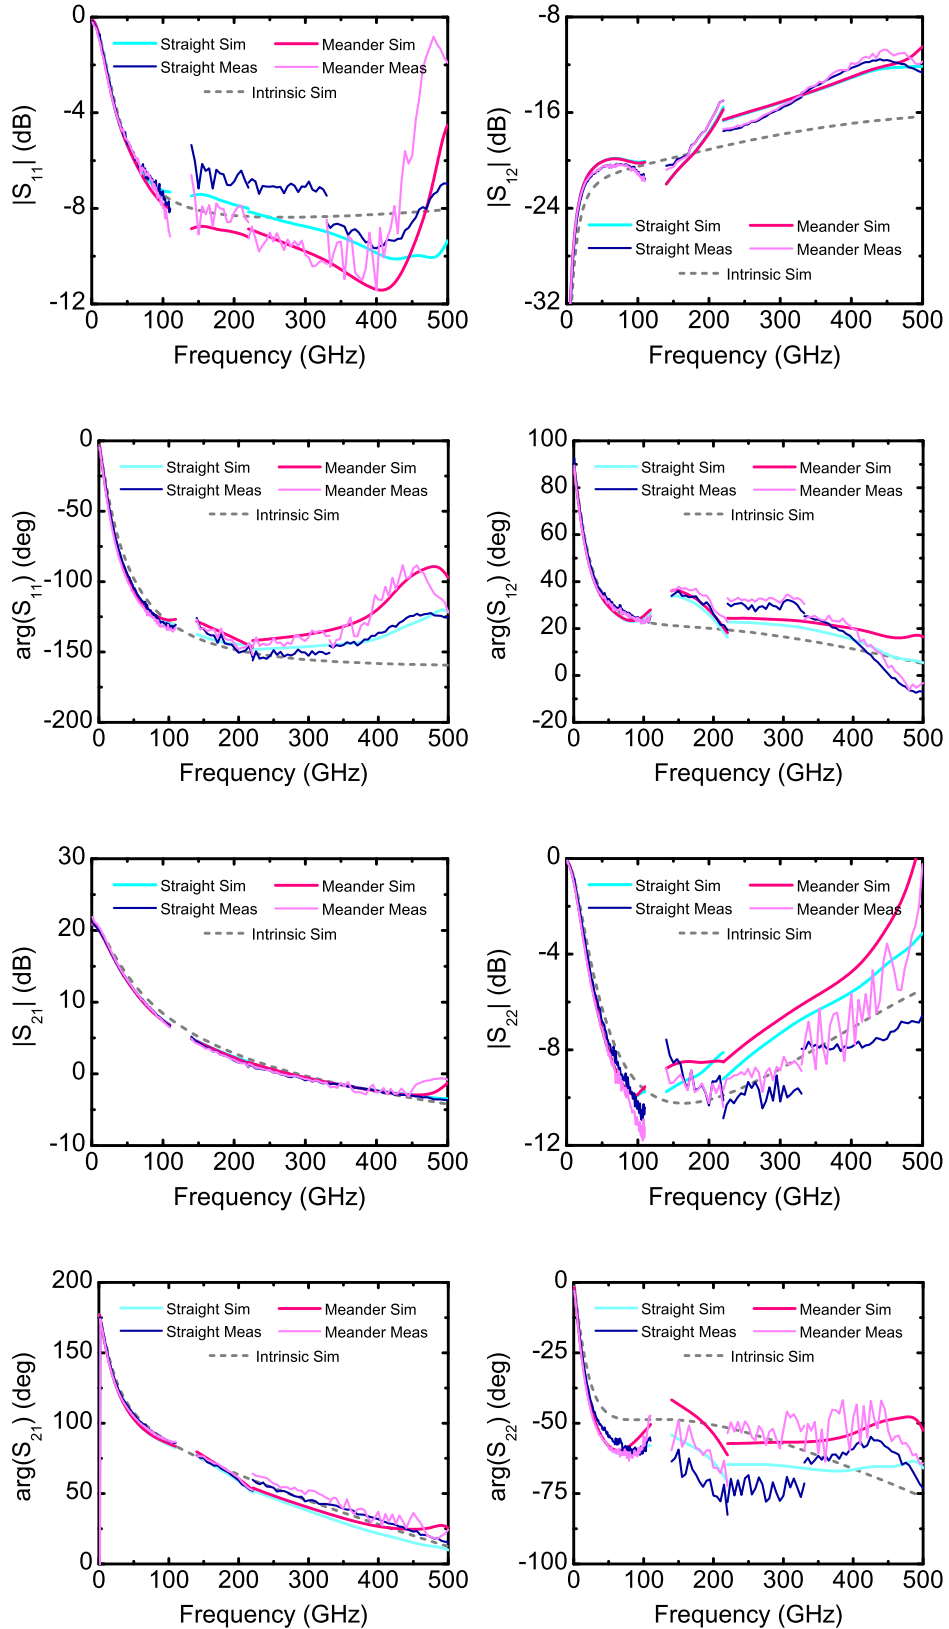 0
-4
-8
-12
|S11| (dB)
Straight Sim Meander Sim
Straight Meas Meander Meas
Intrinsic Sim
0 100 200 300 400 500
Frequency (GHz)
-8
-16
-24
-32
|S12| (dB)
Straight Sim Meander Sim
Straight Meas Meander Meas
Intrinsic Sim
0 100 200 300 400 500
Frequency (GHz)
0
-50
-100
-150
-200
arg(S11) (deg)
Straight Sim Meander Sim
Straight Meas Meander Meas
Intrinsic Sim
0 100 200 300 400 500
Frequency (GHz)
100
80
60
40
20
0
-20
arg(S12) (deg)
Straight Sim Meander Sim
Straight Meas Meander Meas
Intrinsic Sim
0 100 200 300 400 500
Frequency (GHz)
30
20
10
0
-10
|S21| (dB)
Straight Sim Meander Sim
Straight Meas Meander Meas
Intrinsic Sim
0 100 200 300 400 500
Frequency (GHz)
0
-4
-8
-12
|S22| (dB)
Straight Sim Meander Sim
Straight Meas Meander Meas
Intrinsic Sim
0 100 200 300 400 500
Frequency (GHz)
200
150
100
50
0
arg(S21) (deg)
Straight Sim Meander Sim
Straight Meas Meander Meas
Intrinsic Sim
0 100 200 300 400 500
Frequency (GHz)
0
-25
-50
-75
-100
arg(S22) (deg)
Straight Sim Meander Sim
Straight Meas Meander Meas
Intrinsic Sim
0 100 200 300 400 500
Frequency (GHz)